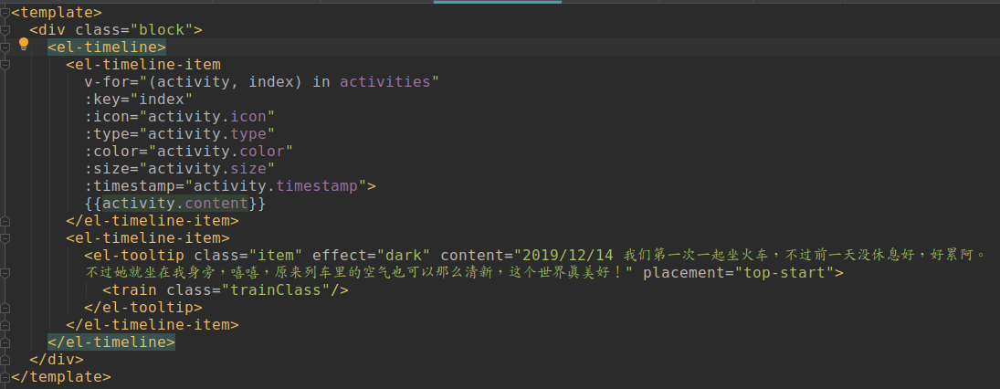 <template>
<div class="block">
<el-timeline>
<el-timeline-item
v-for="(activity, index) in activities"
:key="index"
:icon="activity.icon"
:type="activity.type"
:color="activity.color"
:size="activity.size"
:timestamp="activity.timestamp">
{{activity.content}}
</el-timeline-item>
<el-timeline-item>
<el-tooltip class="item" effect="dark" content="2019/12/14 我们第一次一起坐火车，不过前一天没休息好，好累阿。
不过她就坐在我身旁，嘻嘻，原来列车里的空气也可以那么清新，这个世界真美好！" placement="top-start">
<train class="trainClass"/>
</el-tooltip>
</el-timeline-item>
</el-timeline>
</div>
</template>